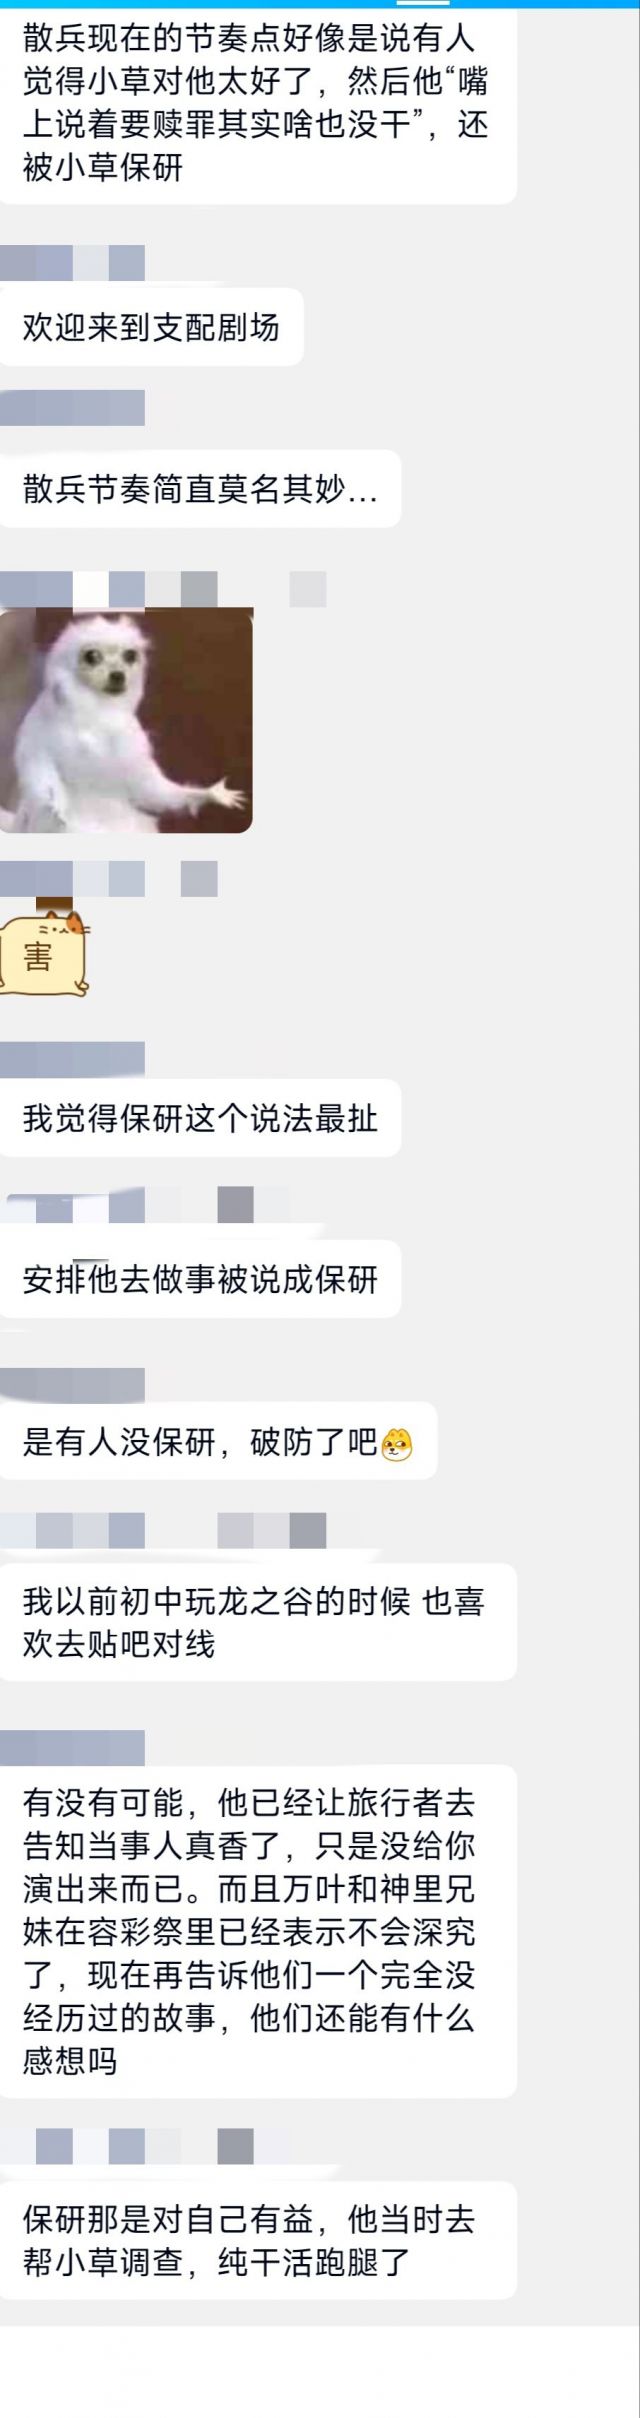 散兵现在的节奏点好像是说有人
觉得小草对他太好了，然后他“嘴
上说着要赎罪其实啥也没干”，还
被小草保研
欢迎来到支配剧场
散兵节奏简直莫名其妙...
害
我觉得保研这个说法最扯
安排他去做事被说成保研
是有人没保研，破防了吧
我以前初中玩龙之谷的时候 也喜
欢去贴吧对线
有没有可能，他已经让旅行者去
告知当事人真香了，只是没给你
演出来而已。而且万叶和神里兄
妹在容彩祭里已经表示不会深究
了，现在再告诉他们一个完全没
经历过的故事，他们还能有什么
感想吗
保研那是对自己有益，他当时去
帮小草调查，纯干活跑腿了